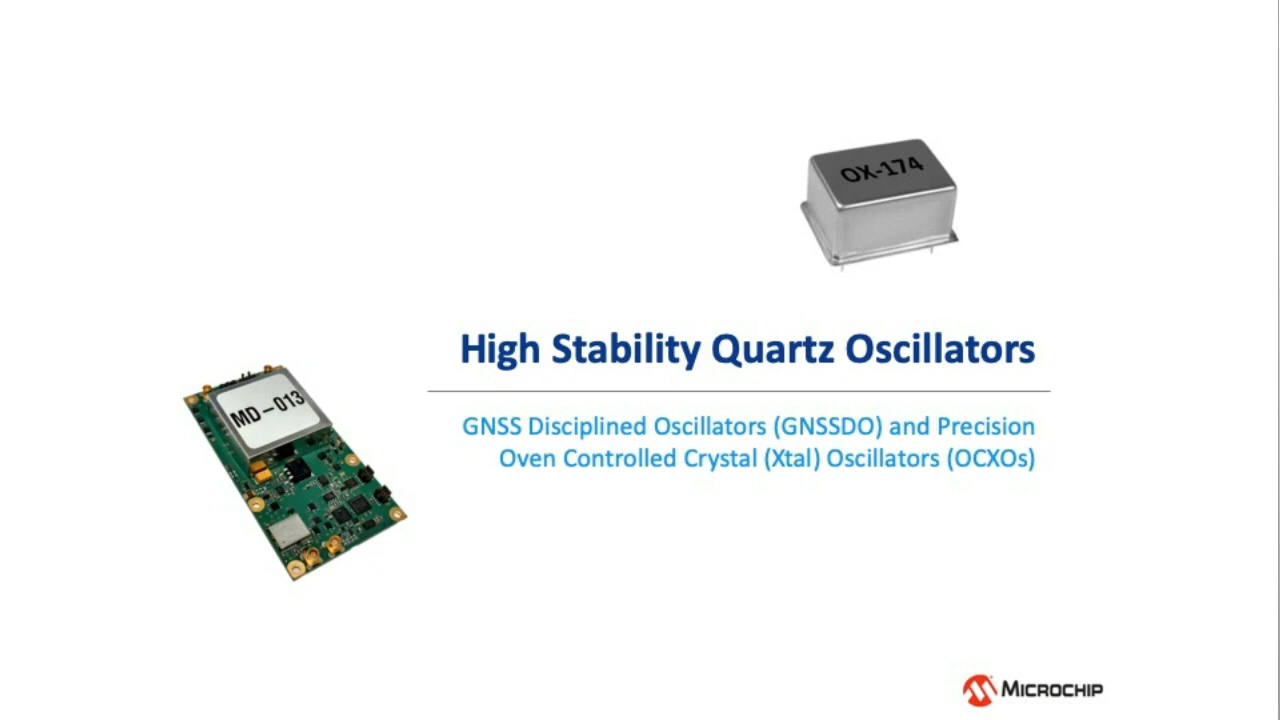 OX-174
High Stability Quartz Oscillators
MD-013
GNSS Disciplined Oscillators (GNSSDO) and Precision
Oven Controlled Crystal (Xtal) Oscillators (OCXOs)
MICROCHIP